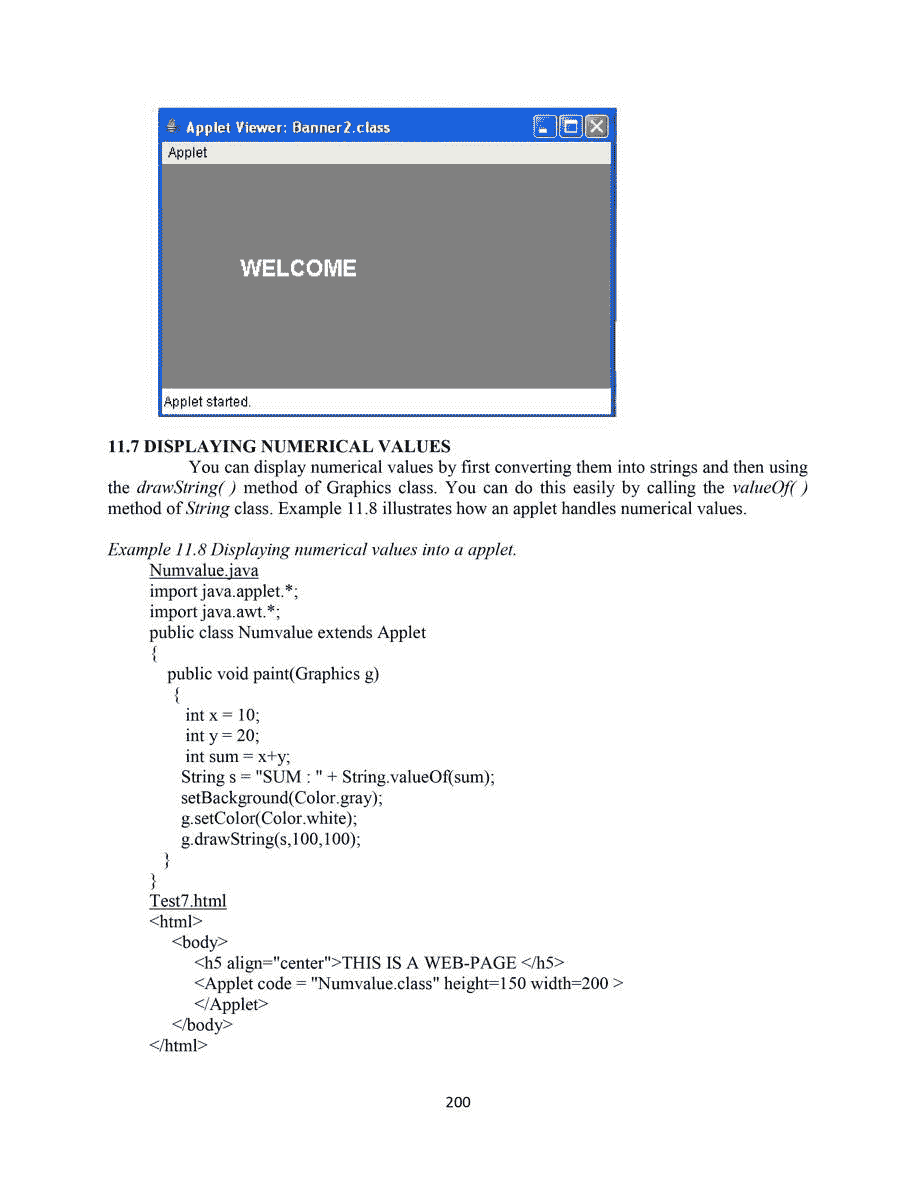 Applet Viewer: Banner2.class
Applet
WELCOME
Applet started.
11.7 DISPLAYING NUMERICAL VALUES
You can display numerical values by first converting them into strings and then using
the drawString( ) method of Graphics class. You can do this easily by calling the valueOf( )
method of String class. Example 11.8 illustrates how an applet handles numerical values.
Example 11.8 Displaying numerical values into a applet.
Numvalue.java
import java.applet.*;
import java.awt.*;
public class Numvalue extends Applet
{
public void paint(Graphics g)
{
int x = 10;
int y = 20;
int sum = x+y;
String s = "SUM : " + String.valueOf(sum);
setBackground(Color.gray);
g.setColor(Color.white);
g.drawString(s,100,100);
}
}
Test7.html
<html>
<body>
<h5 align="center">THIS IS A WEB-PAGE </h5>
<Applet code = "Numvalue.class" height=150 width=200 >
</Applet>
</body>
</html>
200